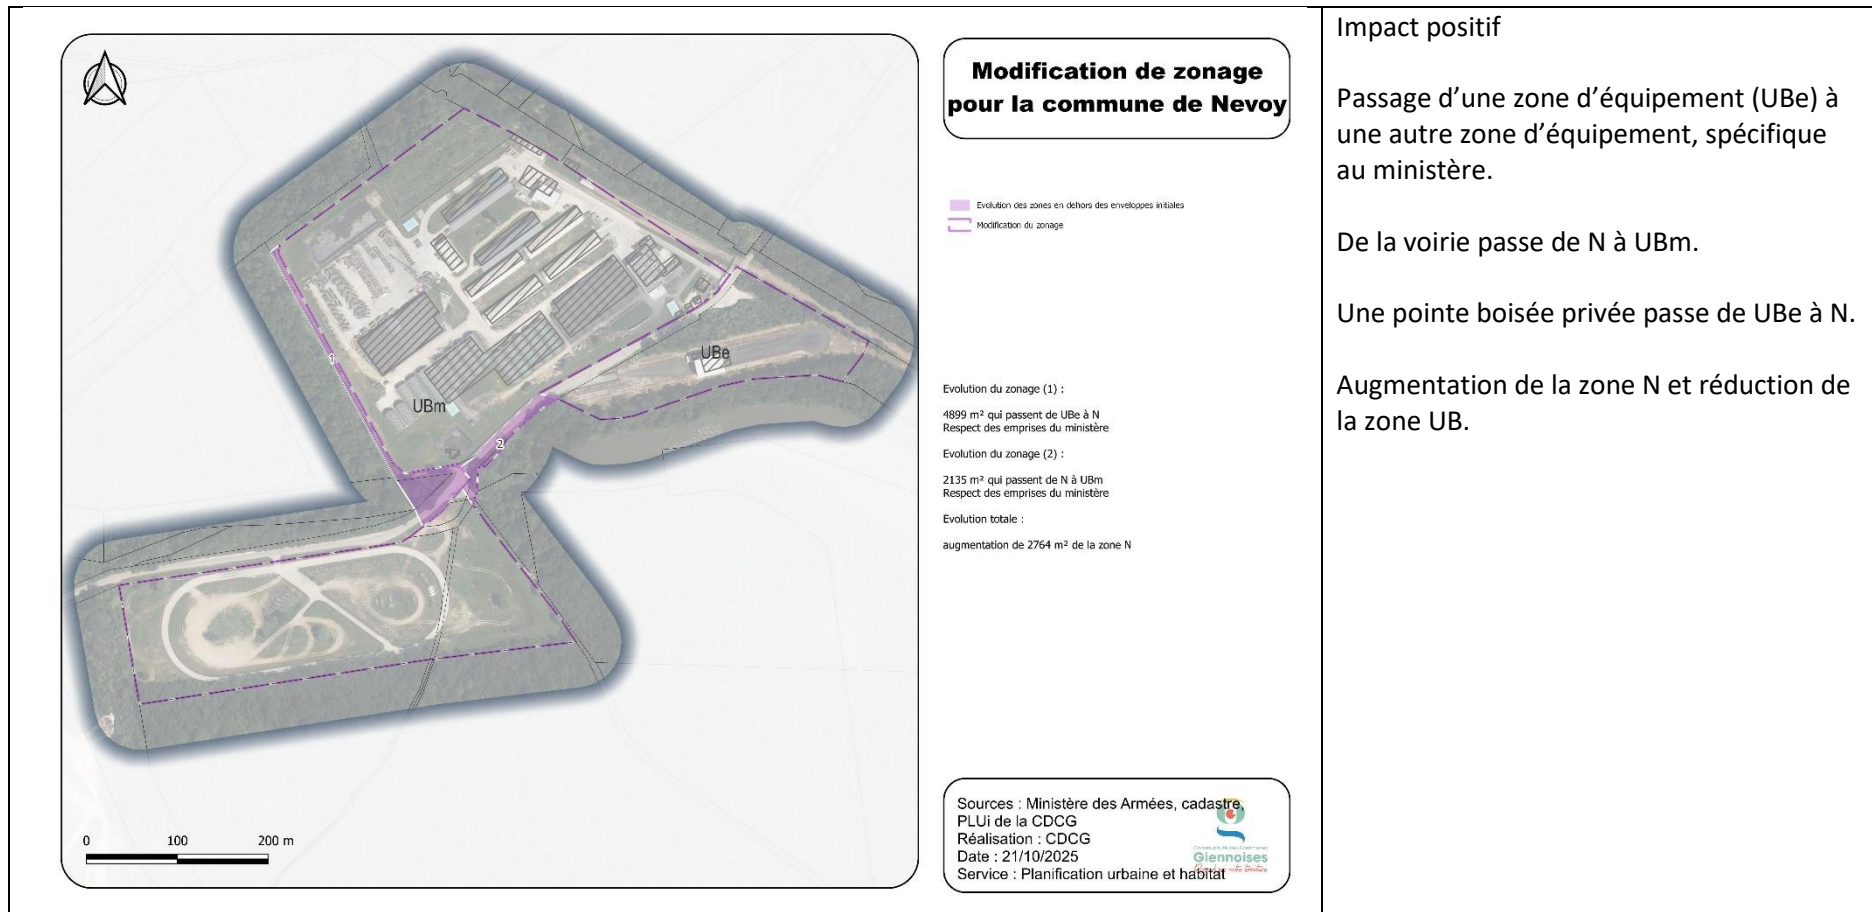 Modification de zonage
pour la commune de Nevoy
Evolution des zones en dehors des enveloppes initiales
Modification du zonage
1
UBe
UBm
2
Evolution du zonage (1) :
4899 m² qui passent de UBe à N
Respect des emprises du ministère
Evolution du zonage (2) :
2135 m² qui passent de N à UBm
Respect des emprises du ministère
Evolution totale :
augmentation de 2764 m² de la zone N
0 100 200 m
Sources : Ministère des Armées, cadastre,
PLUi de la CDCG
Réalisation : CDCG
Date : 21/10/2025
Service : Planification urbaine et habitat
Communauté des Communes
Giennoises
Impact positif
Passage d’une zone d’équipement (UBe) à
une autre zone d’équipement, spécifique
au ministère.
De la voirie passe de N à UBm.
Une pointe boisée privée passe de UBe à N.
Augmentation de la zone N et réduction de
la zone UB.